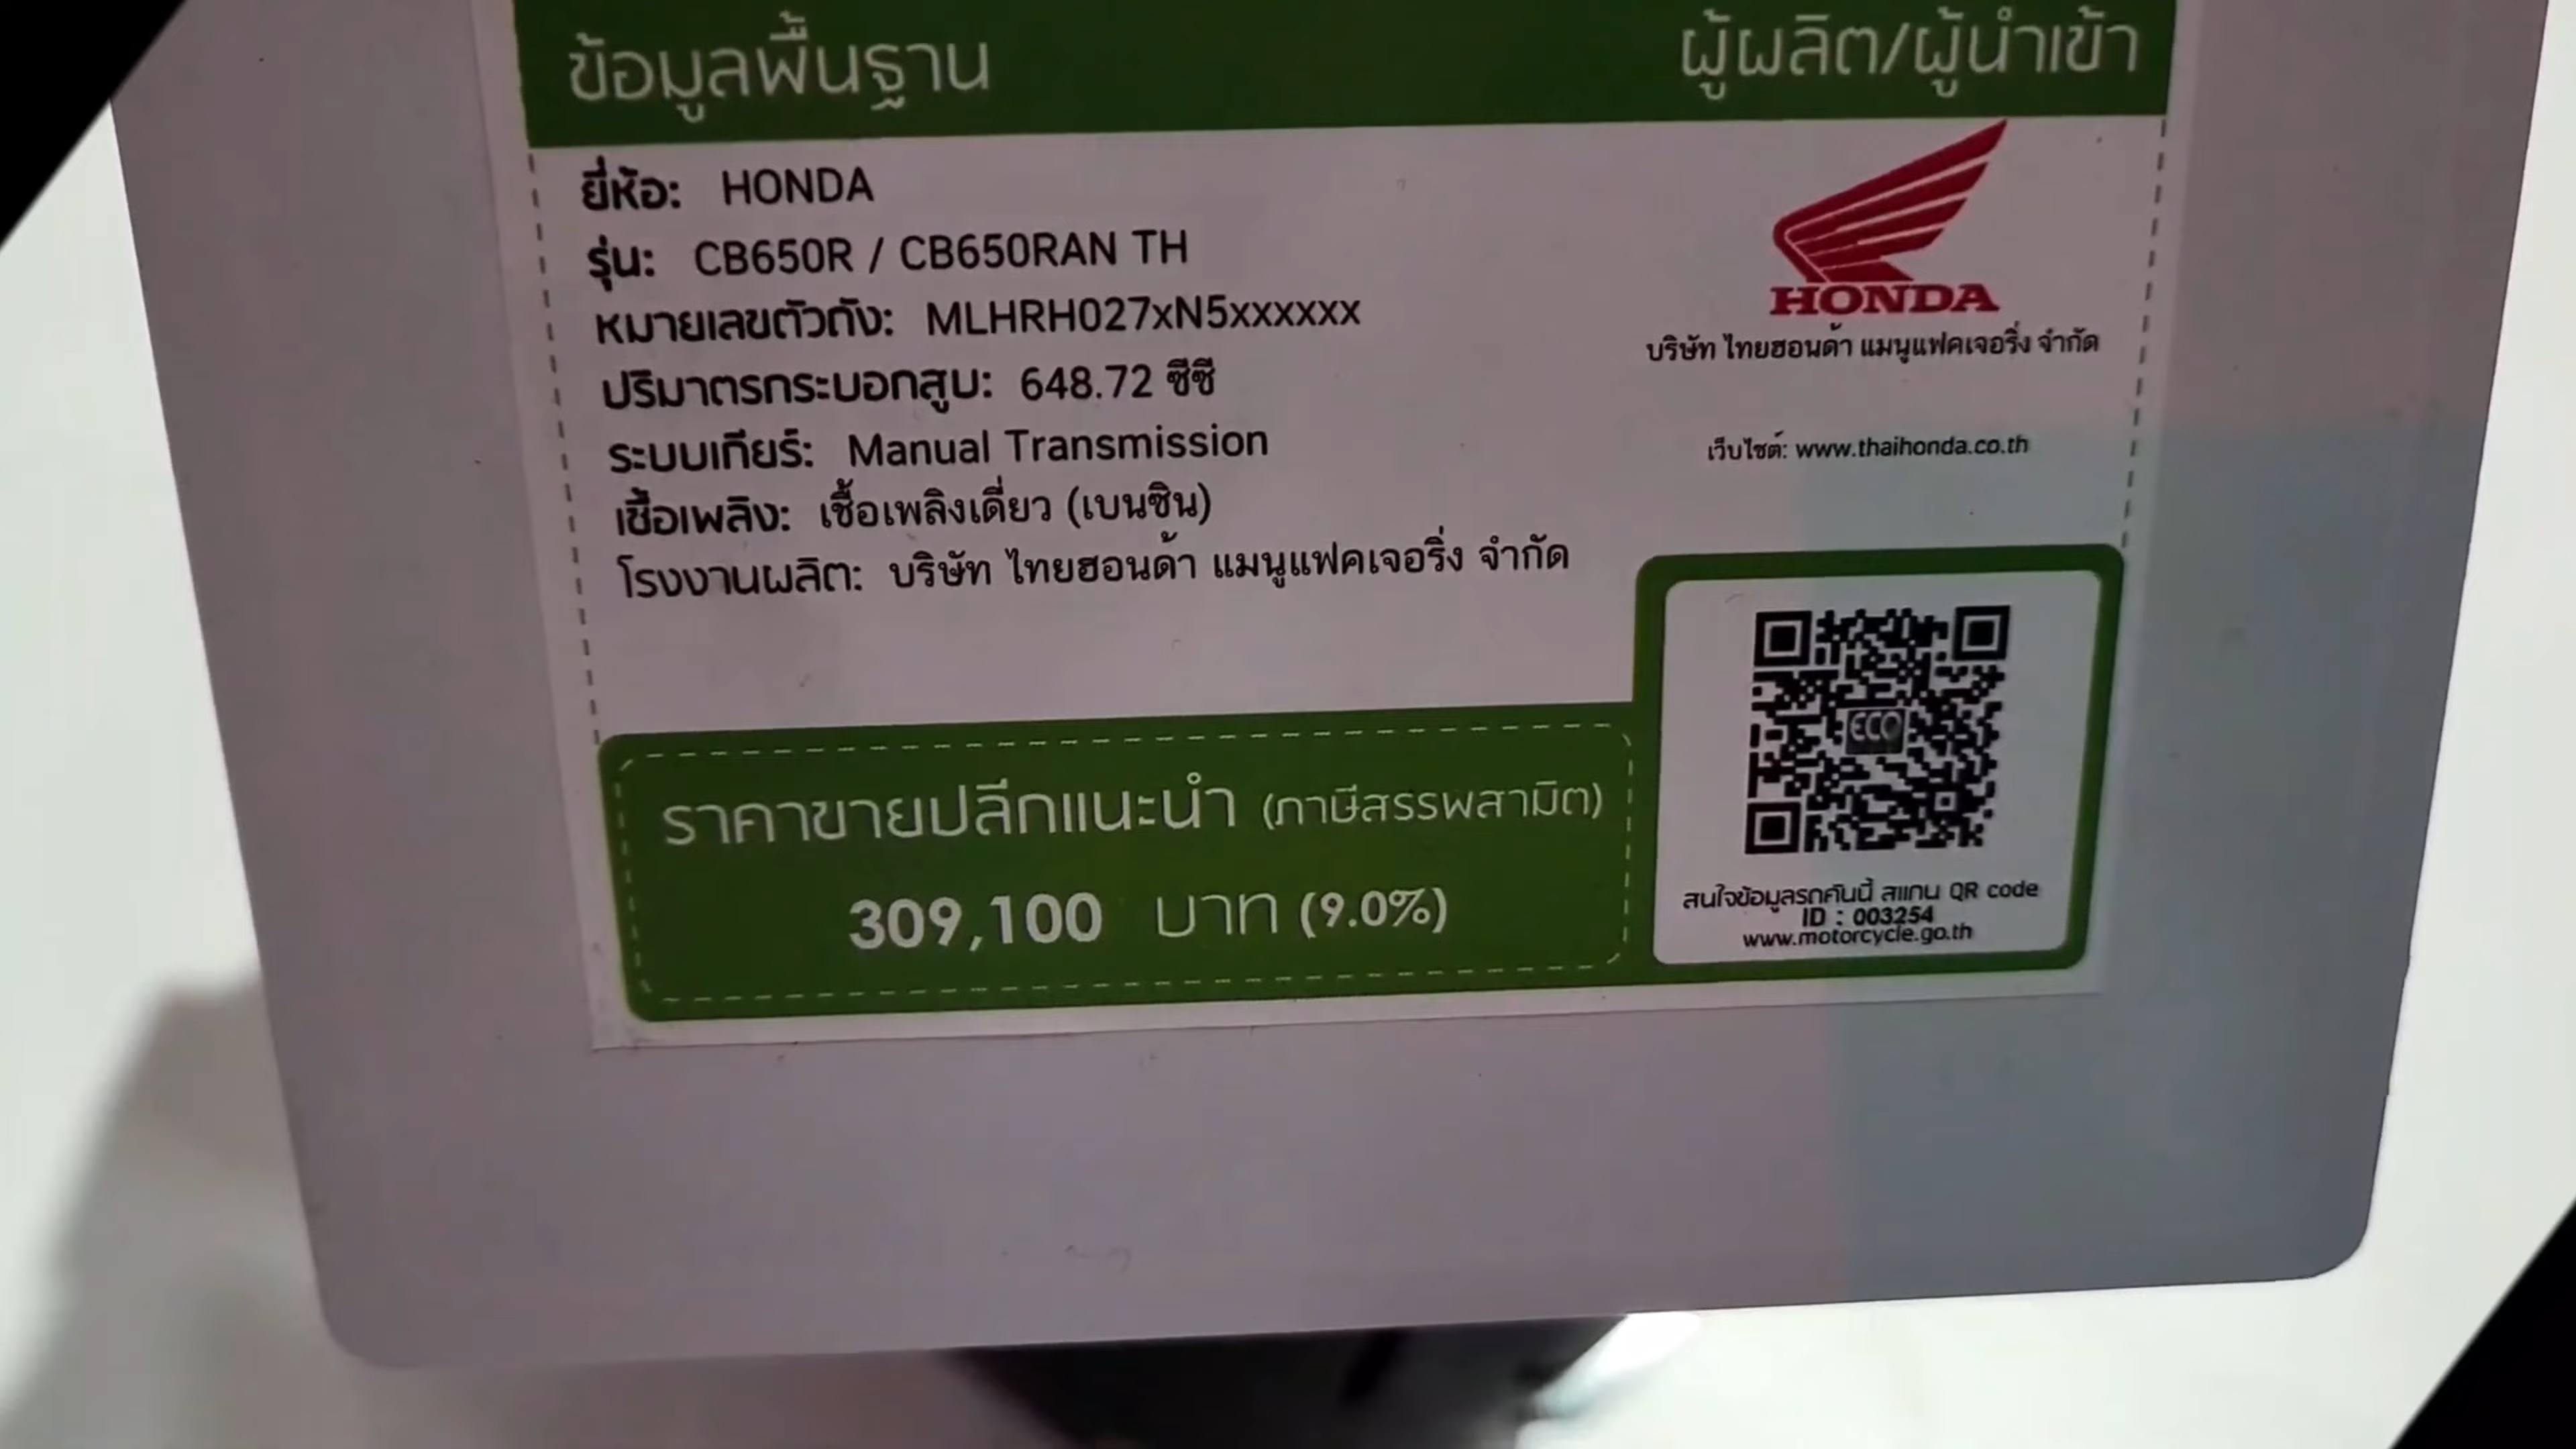 ข้อมูลพื้นฐาน
ผู้ผลิต/ผู้นำเข้า
ยี่ห้อ: HONDA
รุ่น: CB650R / CB650RAN TH
หมายเลขตัวถัง: MLHRH027xN5xxxxxx
ปริมาตรกระบอกสูบ: 648.72 ซีซี
ระบบเกียร์: Manual Transmission
เชื้อเพลิง: เชื้อเพลิงเดี่ยว (เบนซิน)
โรงงานผลิต: บริษัท ไทยฮอนด้า แมนูแฟคเจอริ่ง จำกัด
HONDA
บริษัท ไทยฮอนด้า แมนูแฟคเจอริ่ง จำกัด
เว็บไซต์: www.thaihonda.co.th
ราคาขายปลีกแนะนำ (ภาษีสรรพสามิต)
309,100 บาท (9.0%)
ECO
สนใจข้อมูลรถคันนี้ สแกน QR code
ID : 003254
www.motorcycle.go.th